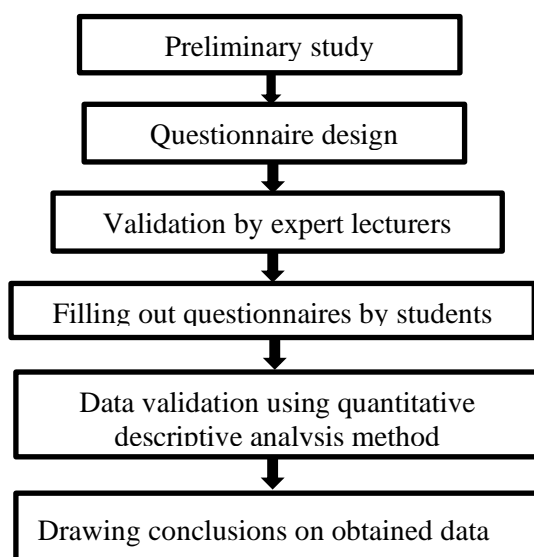 Preliminary study
Questionnaire design
Validation by expert lecturers
Filling out questionnaires by students
Data validation using quantitative
descriptive analysis method
Drawing conclusions on obtained data